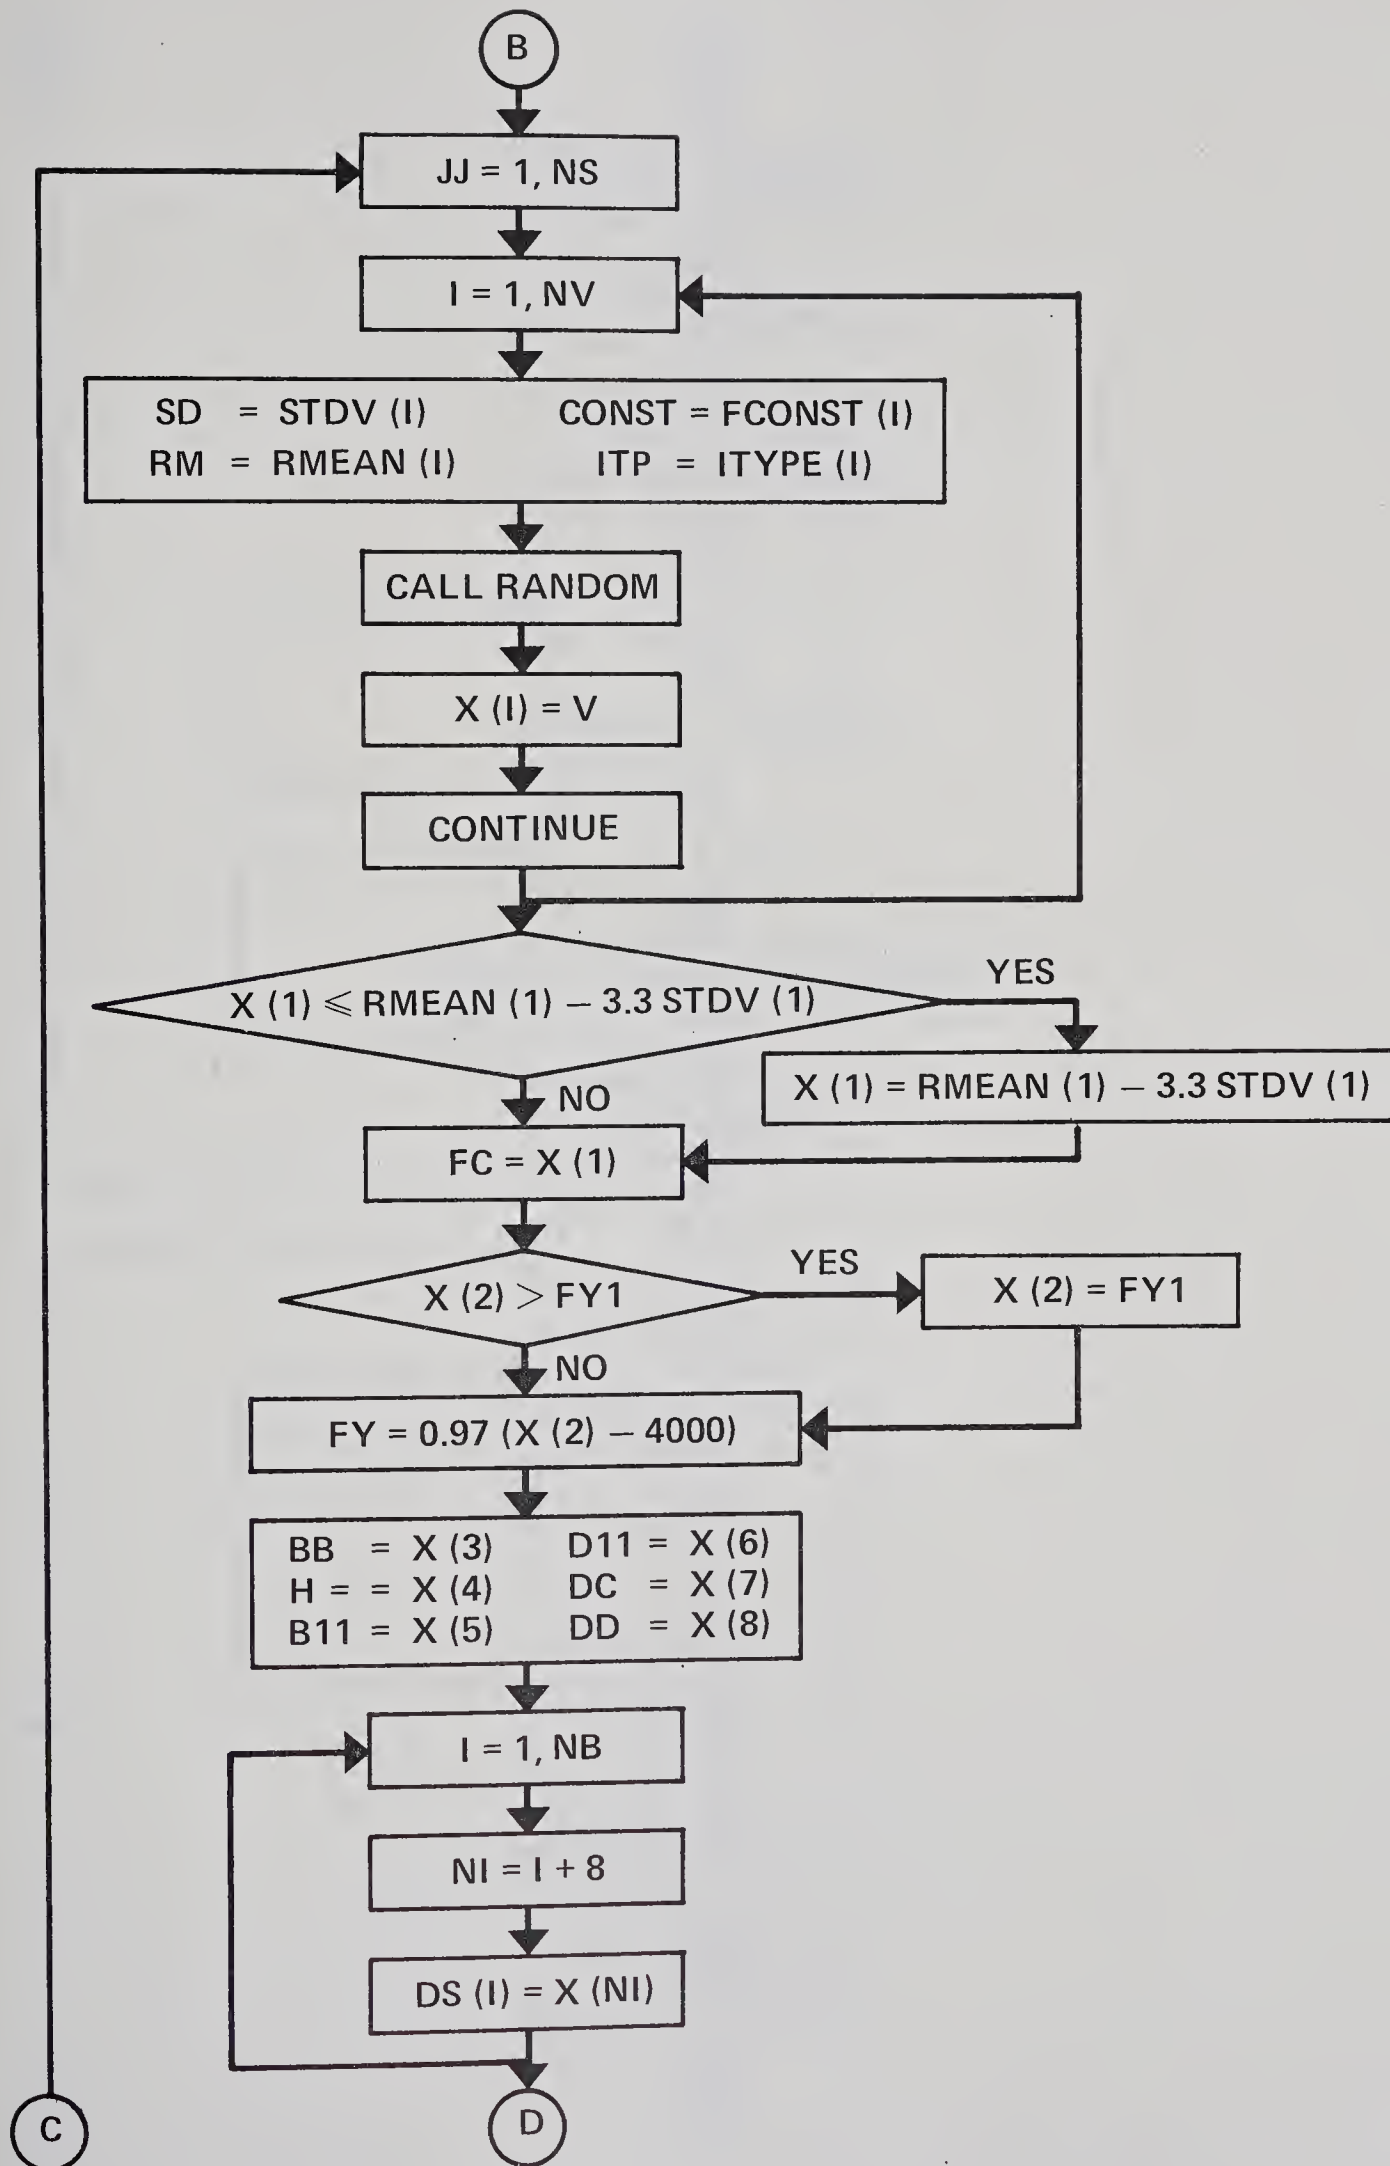 B
JJ = 1, NS
I = 1, NV
SD = STDV (I) CONST = FCONST (I)
RM = RMEAN (I) ITP = ITYPE (I)
CALL RANDOM
X (I) = V
CONTINUE
X (1) ⩽ RMEAN (1) – 3.3 STDV (1)
YES
X (1) = RMEAN (1) – 3.3 STDV (1)
NO
FC = X (1)
X (2) > FY1
YES
X (2) = FY1
NO
FY = 0.97 (X (2) – 4000)
BB = X (3) D11 = X (6)
H = = X (4) DC = X (7)
B11 = X (5) DD = X (8)
I = 1, NB
NI = I + 8
DS (I) = X (NI)
C
D